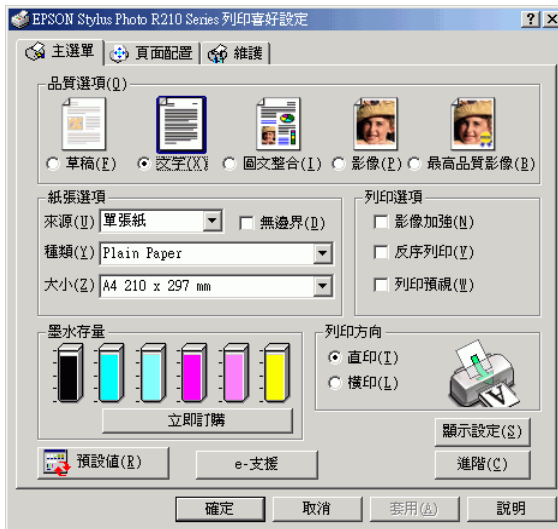 EPSON Stylus Photo R210 Series 列印喜好設定
主選單 頁面配置 維護
品質選項(Q)
草稿(F) 文字(X) 圖文整合(I) 影像(P) 最高品質影像(B)
紙張選項
來源(U) 單張紙 無邊界(D)
種類(Y) Plain Paper
大小(Z) A4 210 x 297 mm
列印選項
影像加強(N)
反序列印(V)
列印預視(W)
墨水存量
立即訂購
列印方向
直印(T)
橫印(L)
顯示設定(S)
預設值(R) e-支援 進階(C)
確定 取消 套用(A) 說明